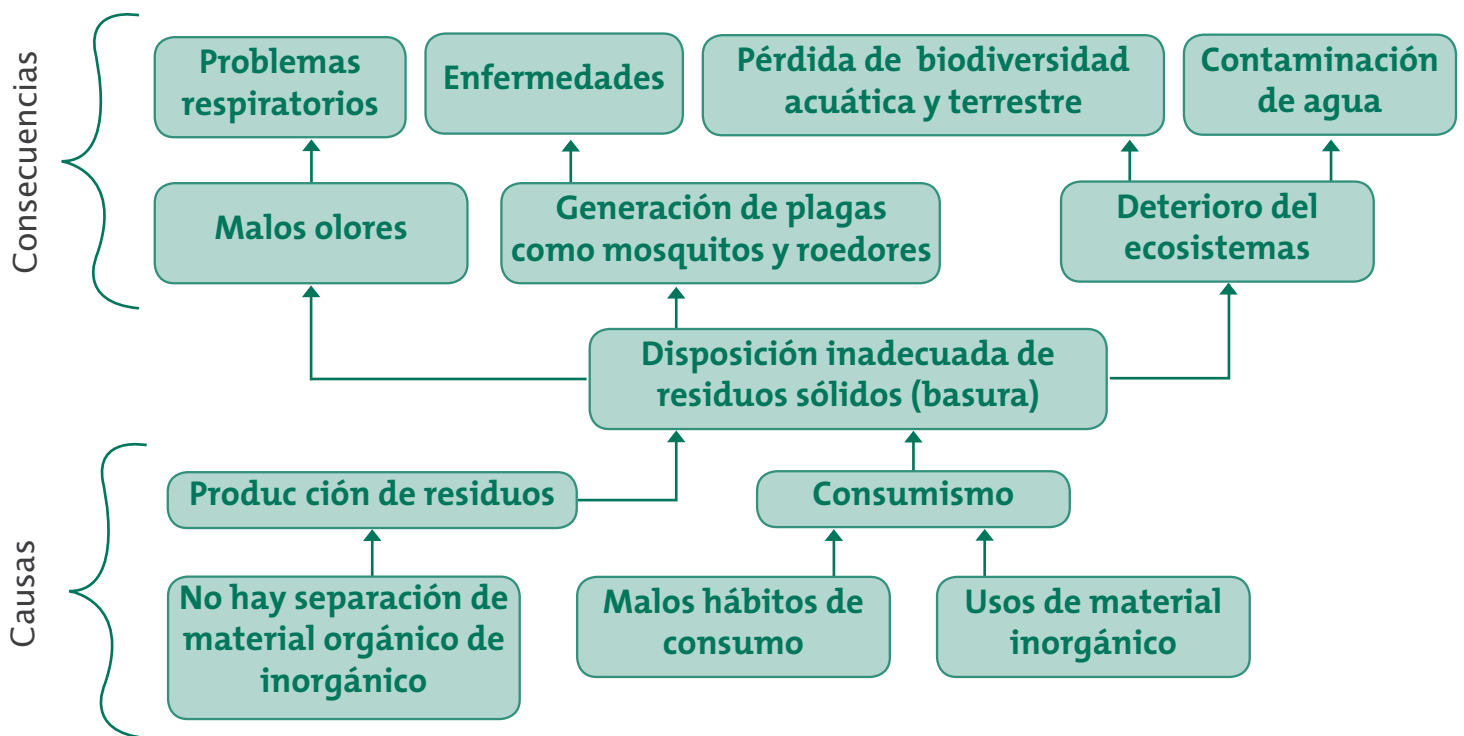 Consecuencias
Problemas
respiratorios
Enfermedades
Pérdida de biodiversidad
acuática y terrestre
Contaminación
de agua
Malos olores
Generación de plagas
como mosquitos y roedores
Deterioro del
ecosistemas
Disposición inadecuada de
residuos sólidos (basura)
Causas
Produc ción de residuos
Consumismo
No hay separación de
material orgánico de
inorgánico
Malos hábitos de
consumo
Usos de material
inorgánico